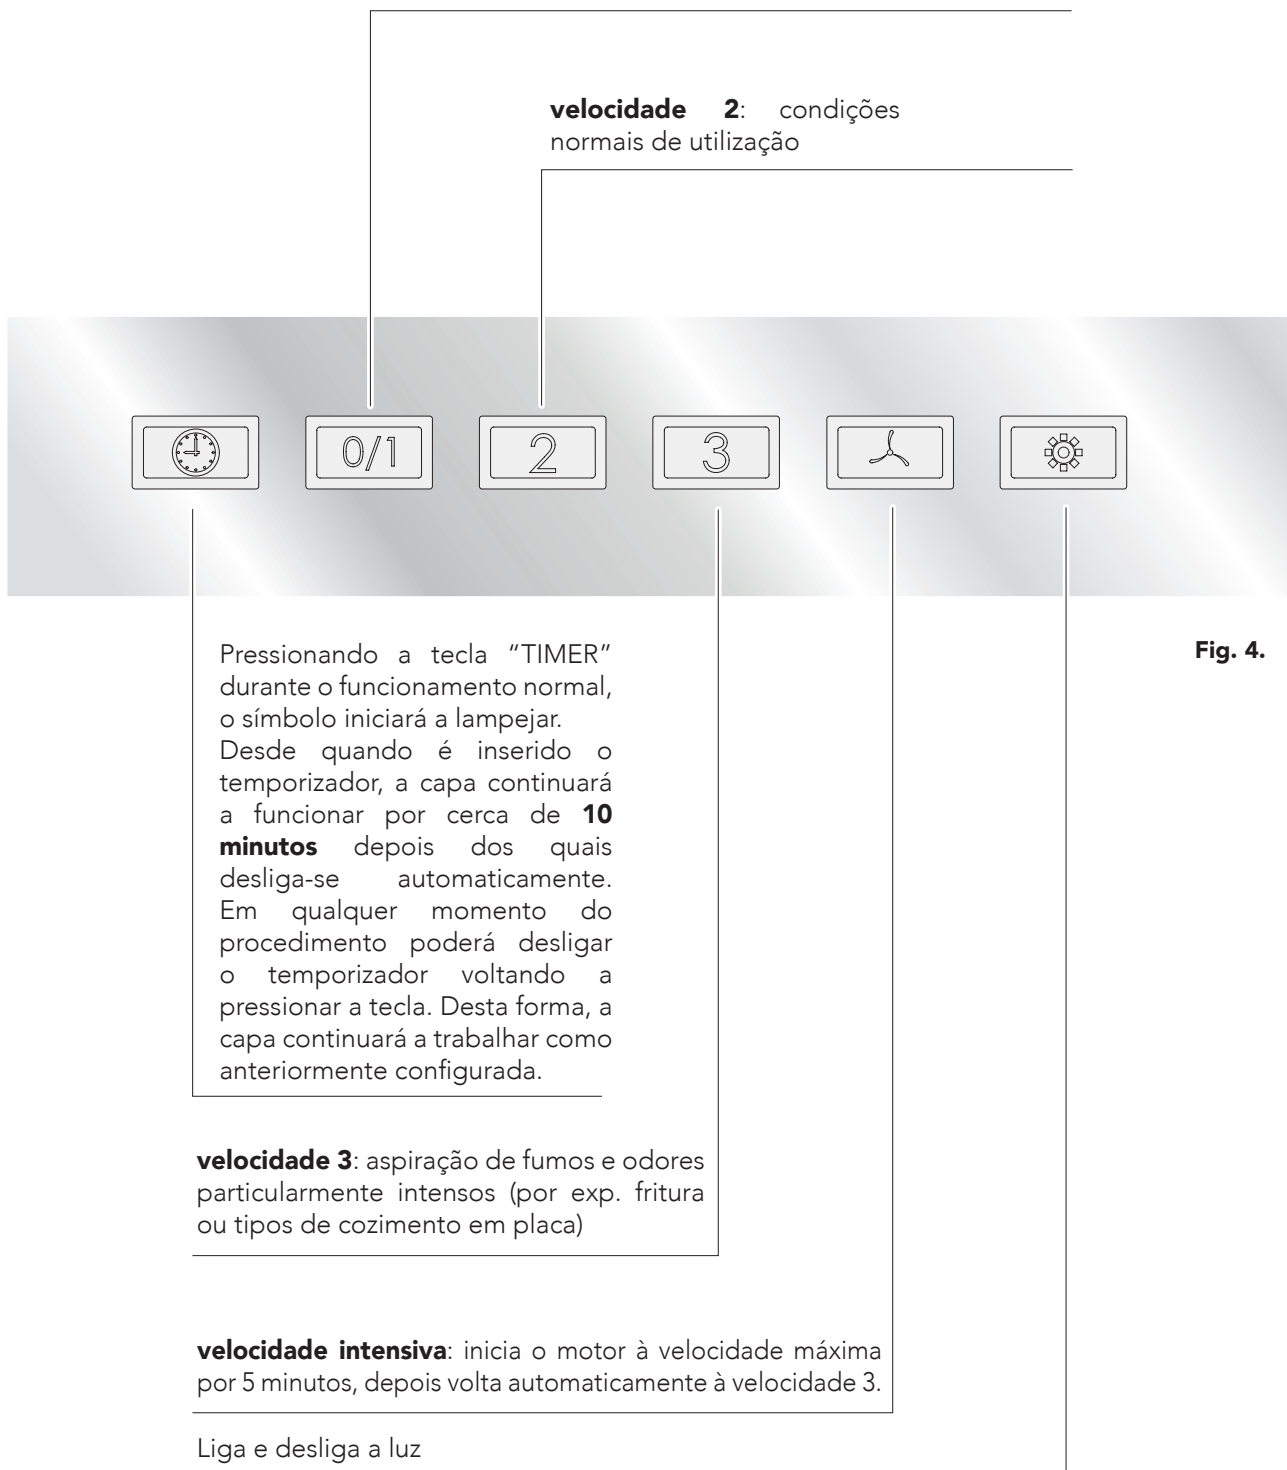 velocidade 2: condições
normais de utilização
0/1
2
3
Fig. 4.
Pressionando a tecla “TIMER”
durante o funcionamento normal,
o símbolo iniciará a lampejar.
Desde quando é inserido o
temporizador, a capa continuará
a funcionar por cerca de 10
minutos depois dos quais
desliga-se automaticamente.
Em qualquer momento do
procedimento poderá desligar
o temporizador voltando a
pressionar a tecla. Desta forma, a
capa continuará a trabalhar como
anteriormente configurada.
velocidade 3: aspiração de fumos e odores
particularmente intensos (por exp. fritura
ou tipos de cozimento em placa)
velocidade intensiva: inicia o motor à velocidade máxima
por 5 minutos, depois volta automaticamente à velocidade 3.
Liga e desliga a luz